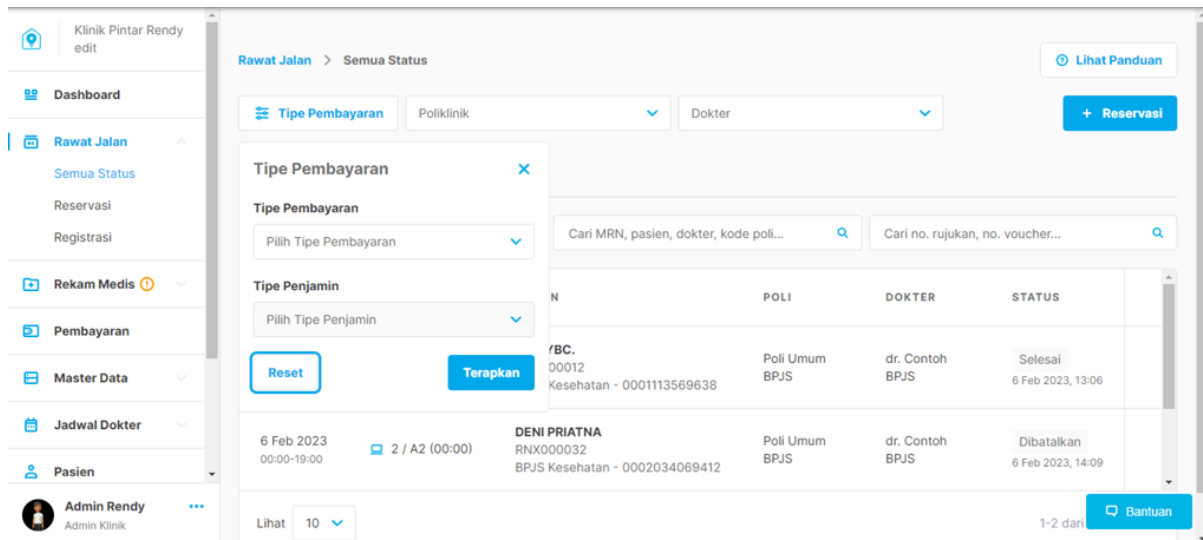 Klinik Pintar Rendy
edit
Dashboard
Rawat Jalan
Semua Status
Reservasi
Registrasi
Rekam Medis
Pembayaran
Master Data
Jadwal Dokter
Pasien
Admin Rendy
Admin Klinik
Rawat Jalan > Semua Status
Lihat Panduan
Tipe Pembayaran
Poliklinik
Dokter
+ Reservasi
Tipe Pembayaran
Tipe Pembayaran
Pilih Tipe Pembayaran
Tipe Penjamin
Pilih Tipe Penjamin
Reset
Terapkan
Cari MRN, pasien, dokter, kode poli...
Cari no. rujukan, no. voucher...
N
POLI
DOKTER
STATUS
YBC.
00012
Kesehatan - 0001113569638
Poli Umum
BPJS
dr. Contoh
BPJS
Selesai
6 Feb 2023, 13:06
6 Feb 2023
00:00-19:00
2 / A2 (00:00)
DENI PRIATNA
RNX000032
BPJS Kesehatan - 0002034069412
Poli Umum
BPJS
dr. Contoh
BPJS
Dibatalkan
6 Feb 2023, 14:09
Lihat 10
1-2 dari
Bantuan